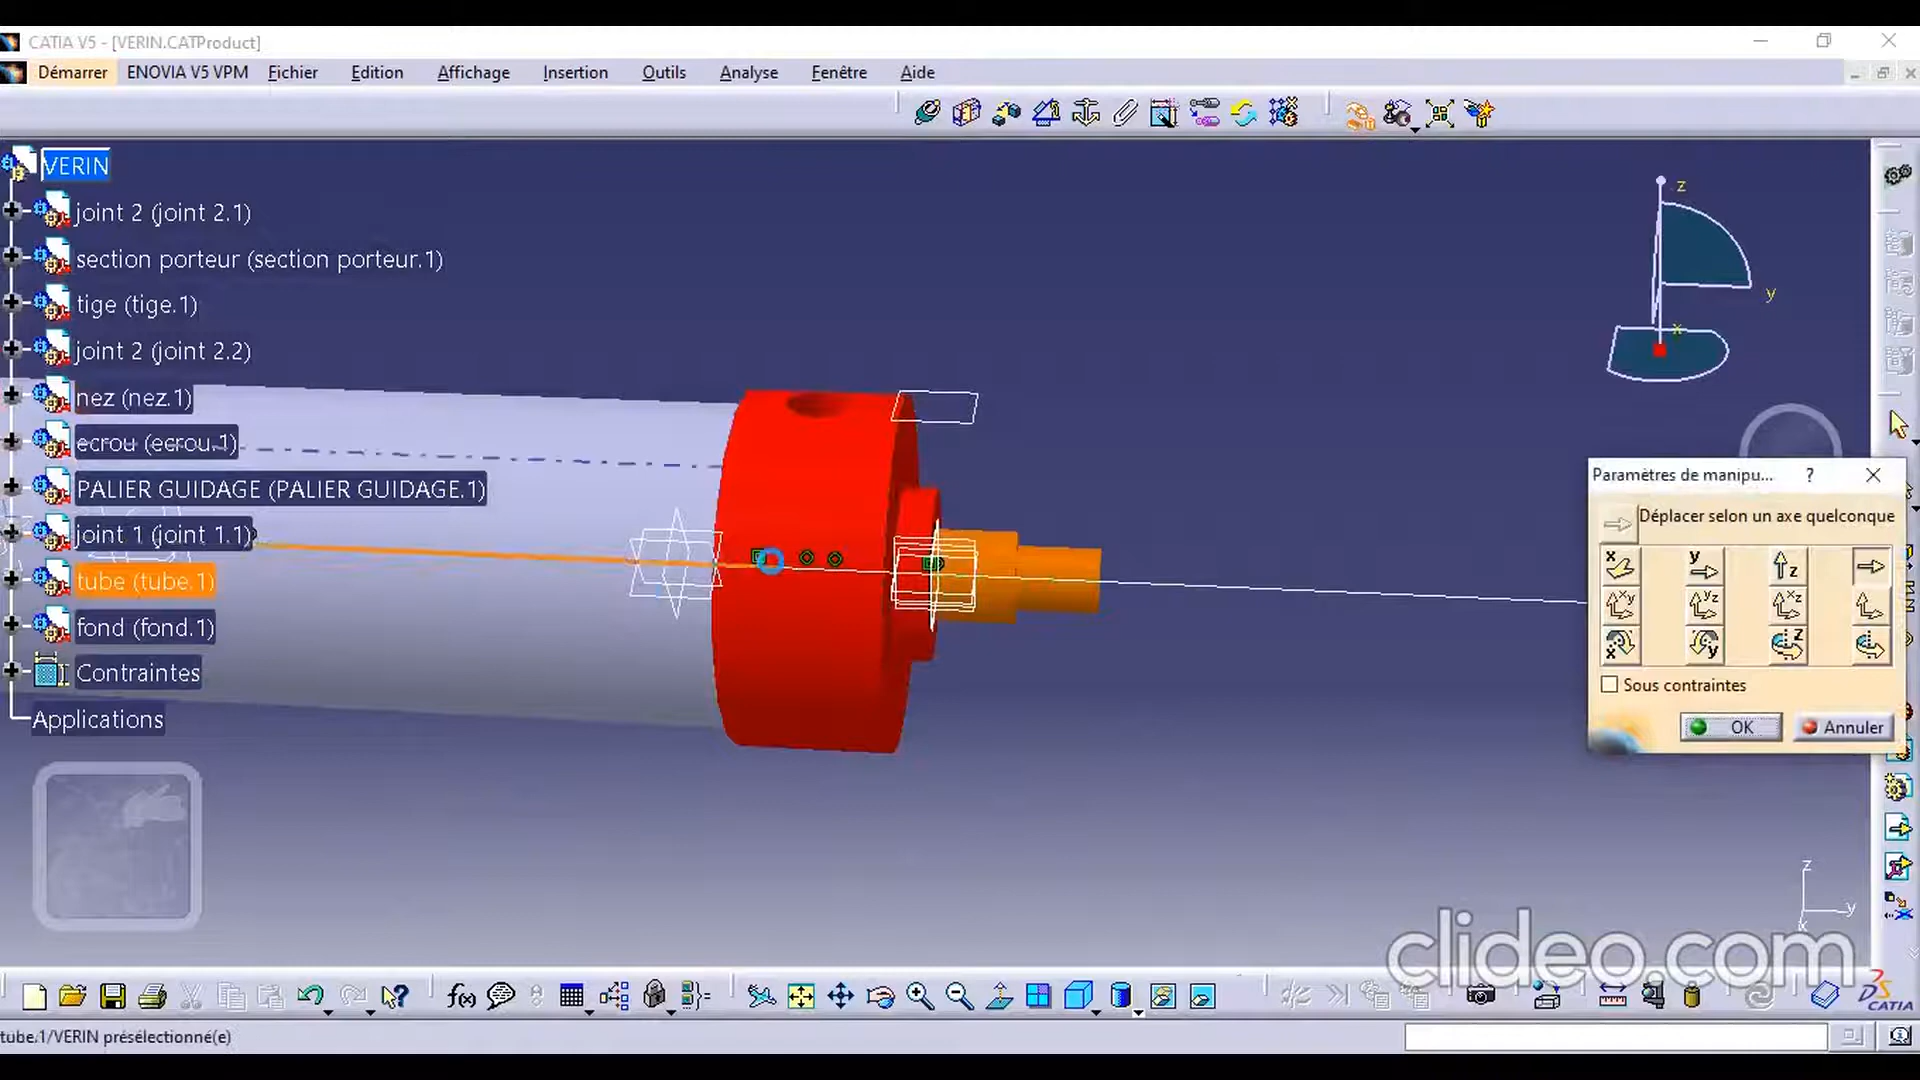 CATIA V5 - [VERIN.CATProduct]
Démarrer ENOVIA V5 VPM Fichier Edition Affichage Insertion Outils Analyse Fenêtre Aide
VERIN
joint 2 (joint 2.1)
section porteur (section porteur.1)
tige (tige.1)
joint 2 (joint 2.2)
nez (nez.1)
ecrou (ecrou.1)
PALIER GUIDAGE (PALIER GUIDAGE.1)
joint 1 (joint 1.1)
tube (tube.1)
fond (fond.1)
Contraintes
Applications
z
y
x
Paramètres de manipu... ?
Déplacer selon un axe quelconque
x y z
xy yz xz
x y z
Sous contraintes
OK Annuler
z
y
x
clideo.com
f(x)
CATIA
tube.1/VERIN présélectionné(e)